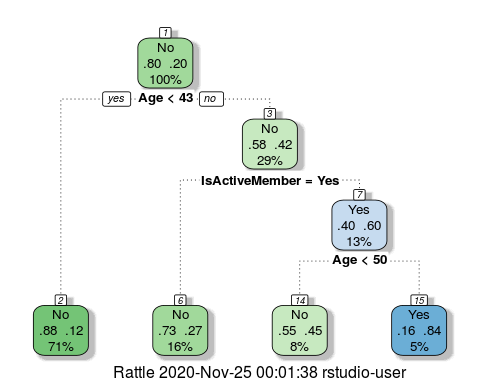 1
No
.80 .20
100%
yes Age < 43 no
3
No
.58 .42
29%
IsActiveMember = Yes
7
Yes
.40 .60
13%
Age < 50
2
No
.88 .12
71%
6
No
.73 .27
16%
14
No
.55 .45
8%
15
Yes
.16 .84
5%
Rattle 2020-Nov-25 00:01:38 rstudio-user